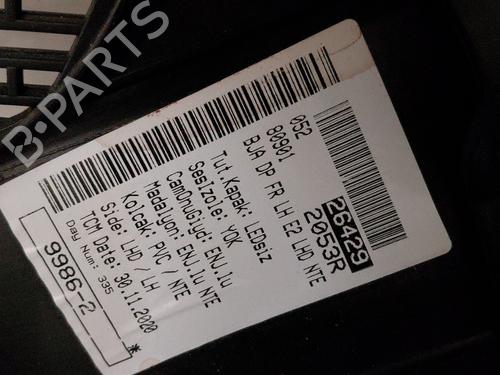 B-PARTS
26429
2053R
052
80901
BJA DP FR LH E2 LHD NTE
Tut.Kapak: LEDsiz
SesIzole: YOK
CamOnuGiyd: ENJ.lu
Madalyon: ENJ.lu NTE
Kolcak: PVC / NTE
Side: LHD / LH
TCM Date: 30.11.2020
Day Num: 335
9986-2
*